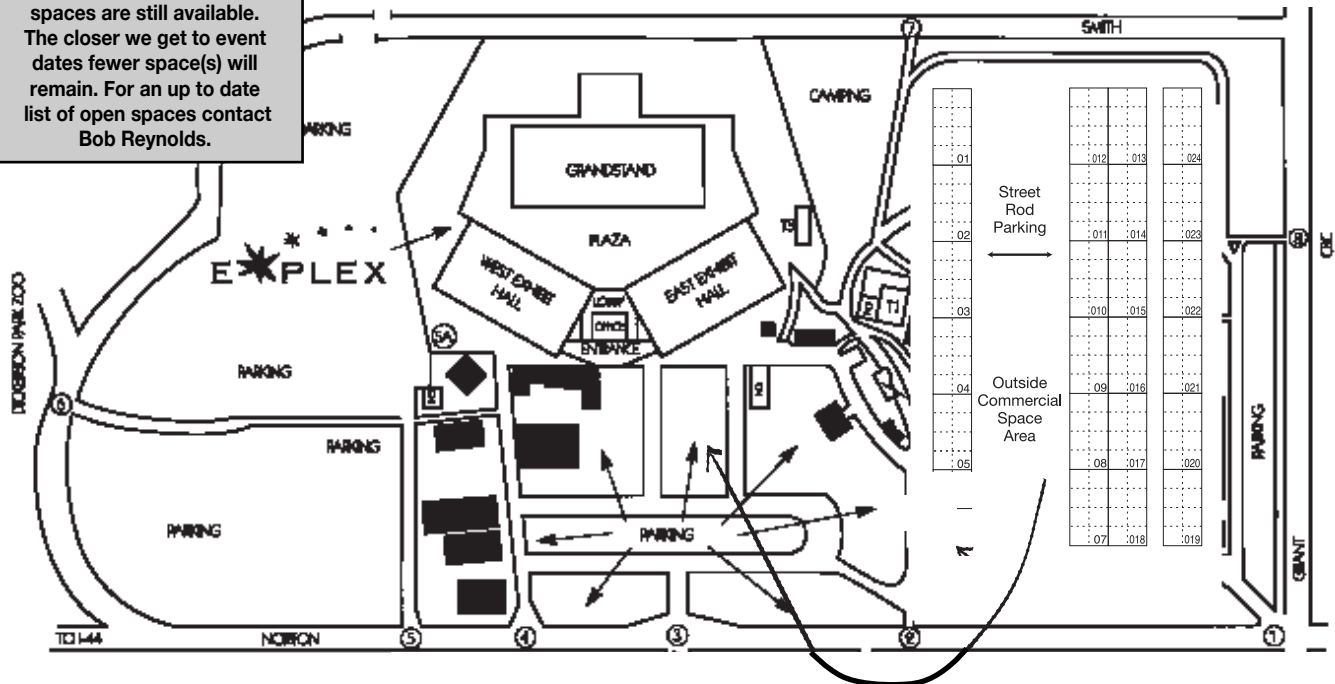 spaces are still available.
The closer we get to event
dates fewer space(s) will
remain. For an up to date
list of open spaces contact
Bob Reynolds.
7
SMITH
CAMPING
PARKING
GRANDSTAND
01
012
013
024
Street
Rod
Parking
T3
PLAZA
02
011
014
023
8
E PLEX
WEST EXHIBIT
HALL
EAST EXHIBIT
HALL
LOBBY
OFFICE
ENTRANCE
T1
03
010
015
022
DICKERSON PARK ZOO
5A
PARKING
6
04
09
016
021
Outside
Commercial
Space
Area
PARKING
PARKING
05
08
017
020
PARKING
PARKING
07
018
019
GRANT
TO I-44
NORTON
5
4
3
2
1